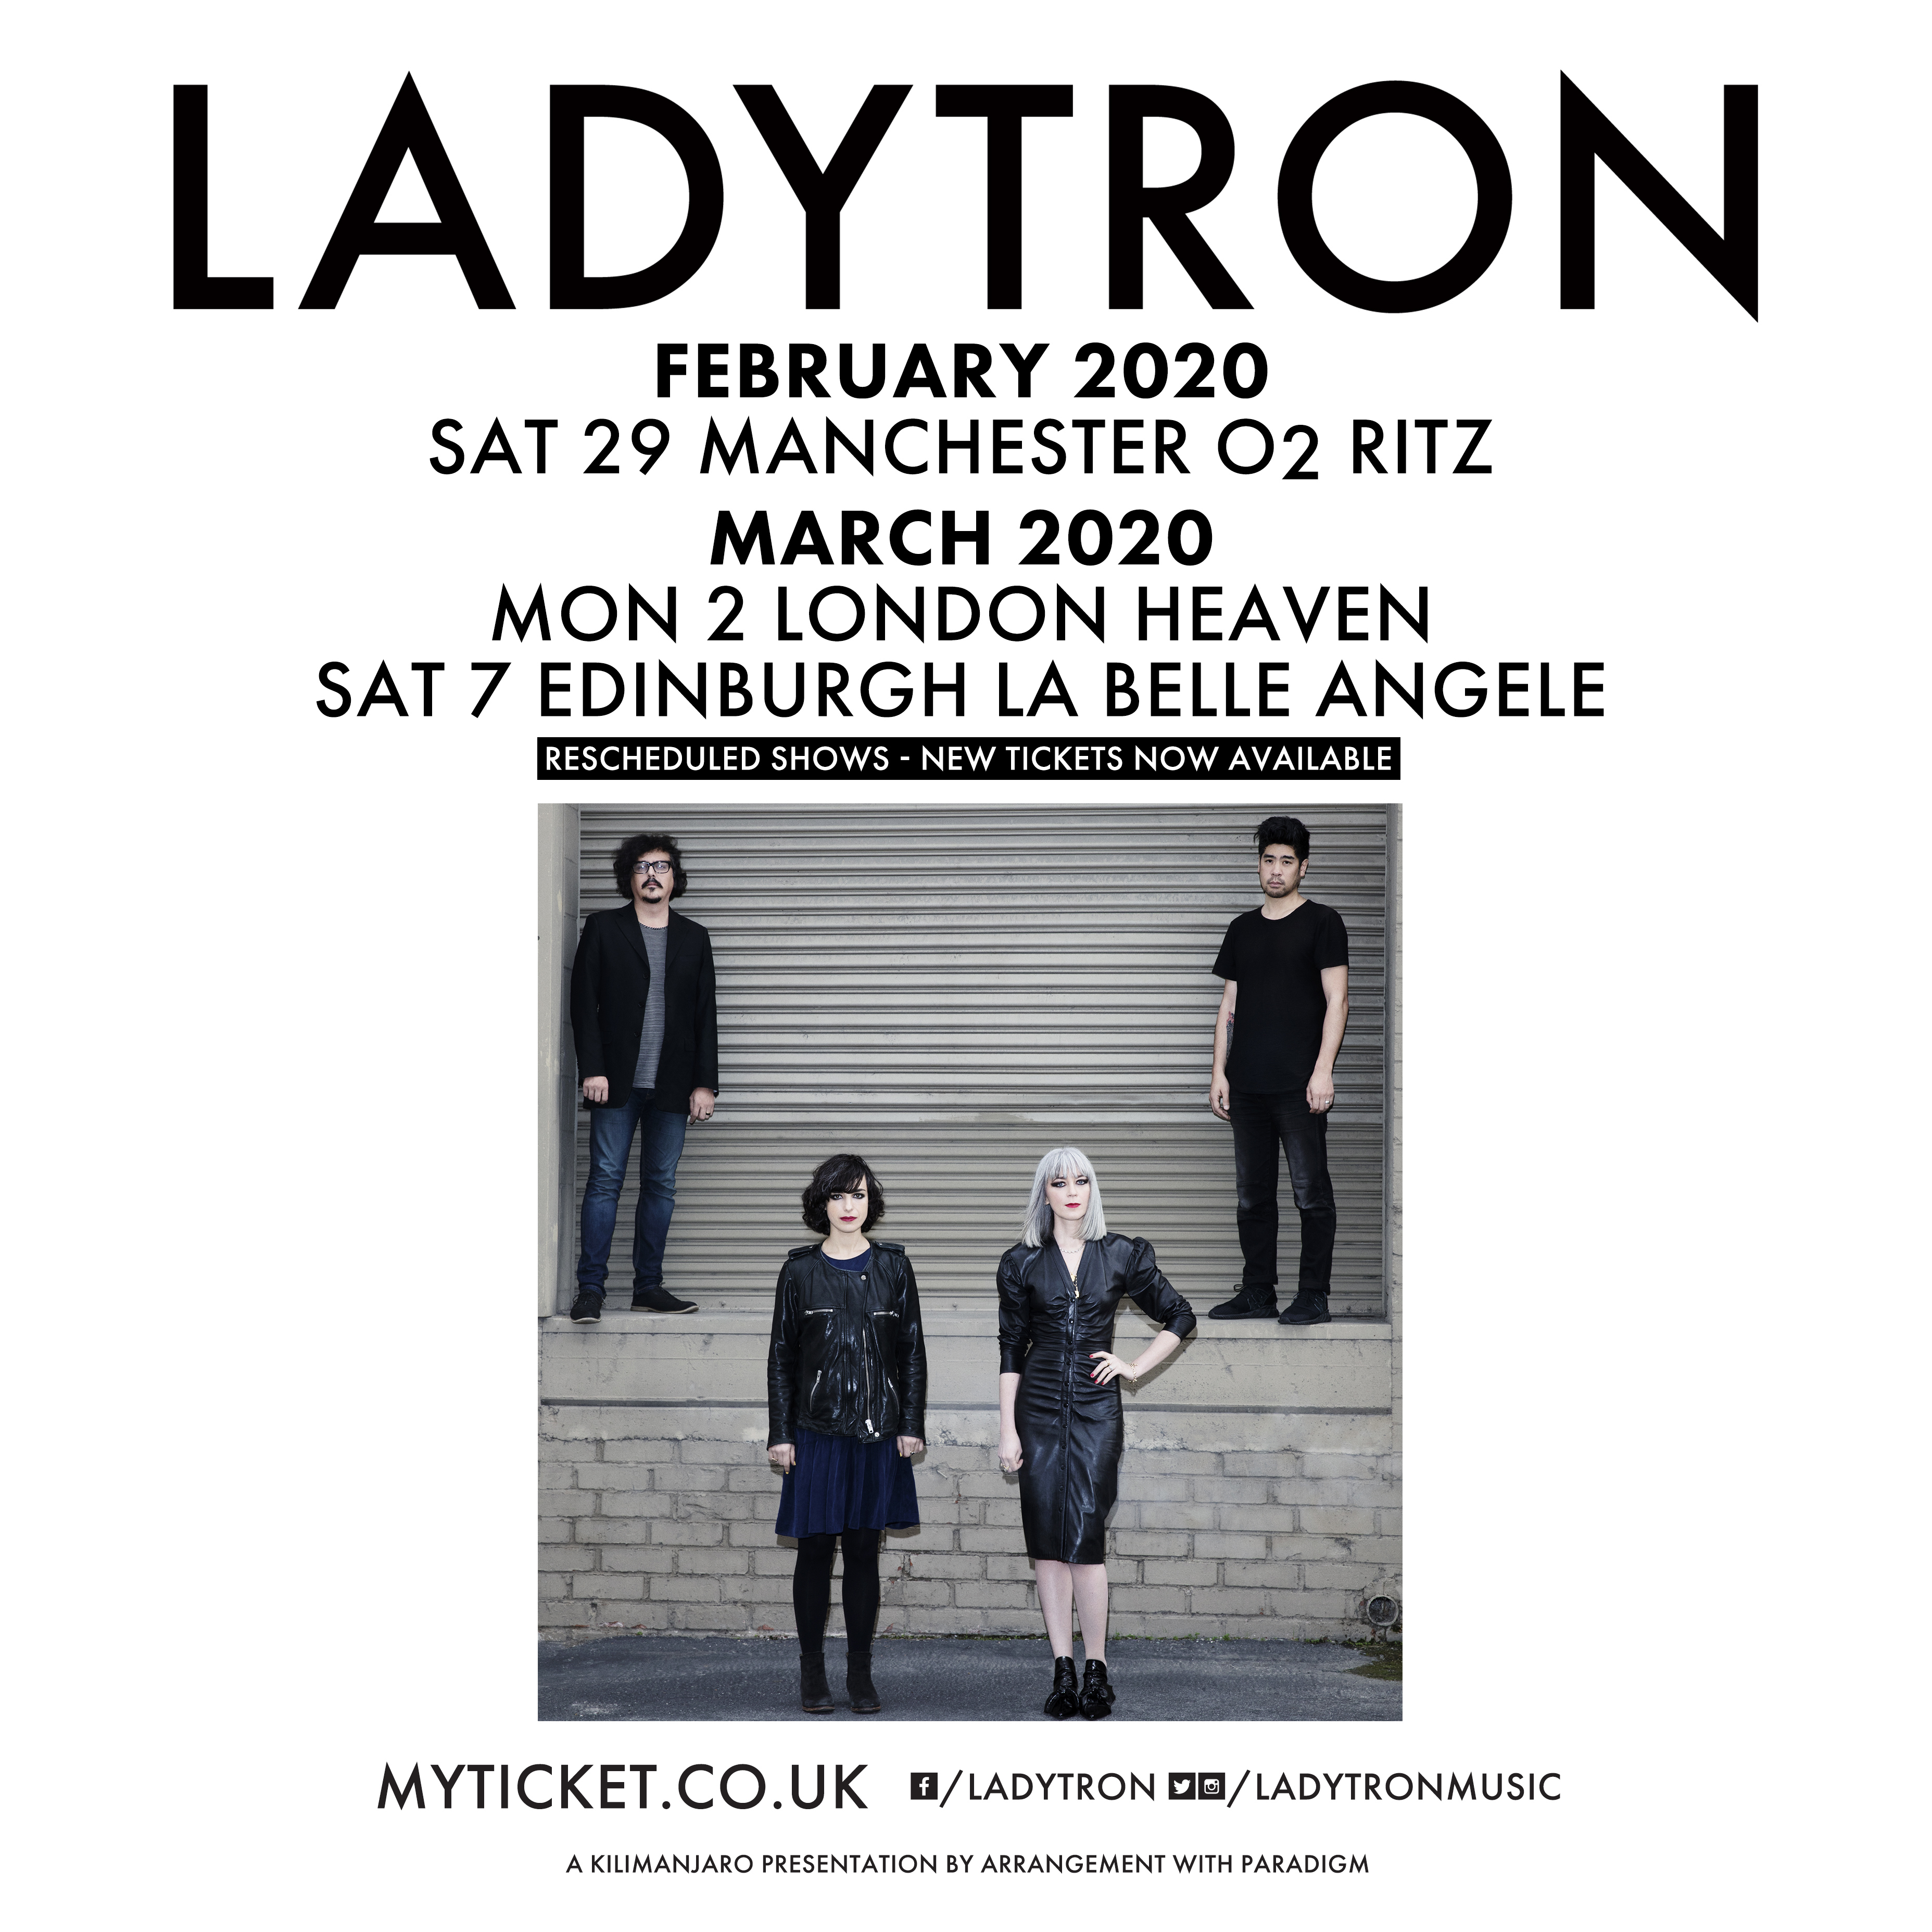 LADYTRON
FEBRUARY 2020
SAT 29 MANCHESTER O2 RITZ
MARCH 2020
MON 2 LONDON HEAVEN
SAT 7 EDINBURGH LA BELLE ANGELE
RESCHEDULED SHOWS - NEW TICKETS NOW AVAILABLE
MYTICKET.CO.UK f/LADYTRON /LADYTRONMUSIC
A KILIMANJARO PRESENTATION BY ARRANGEMENT WITH PARADIGM